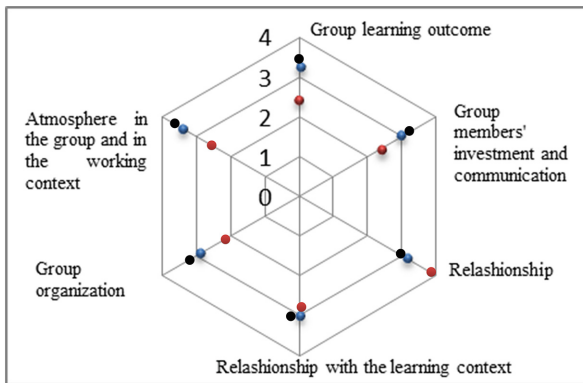 Group learning outcome
4
3
2
1
0
Atmosphere in
the group and in
the working
context
Group
members'
investment and
communication
Group
organization
Relashionship
Relashionship with the learning context